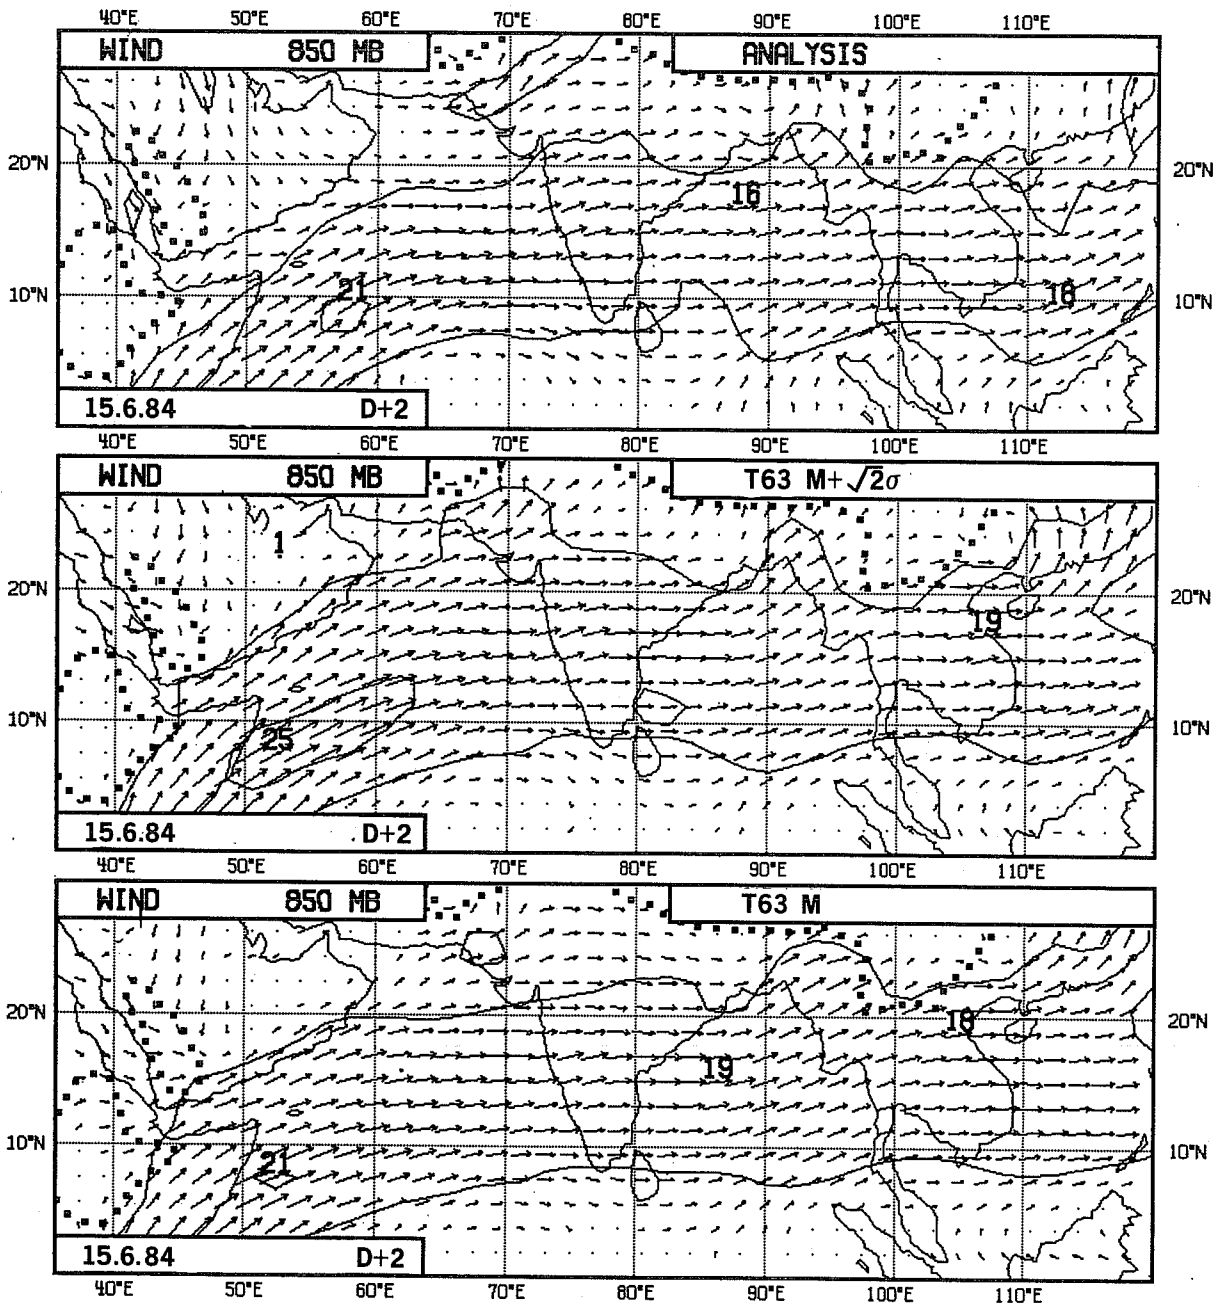 40°E 50°E 60°E 70°E 80°E 90°E 100°E 110°E
WIND 850 MB ANALYSIS
20°N 20°N
16
21
10°N 18 10°N
15.6.84 D+2
40°E 50°E 60°E 70°E 80°E 90°E 100°E 110°E
WIND 850 MB T63 M+√2σ
1
20°N 20°N
19
10°N 10°N
25
15.6.84 D+2
40°E 50°E 60°E 70°E 80°E 90°E 100°E 110°E
WIND 850 MB T63 M
20°N 18 20°N
19
10°N 10°N
21
15.6.84 D+2
40°E 50°E 60°E 70°E 80°E 90°E 100°E 110°E